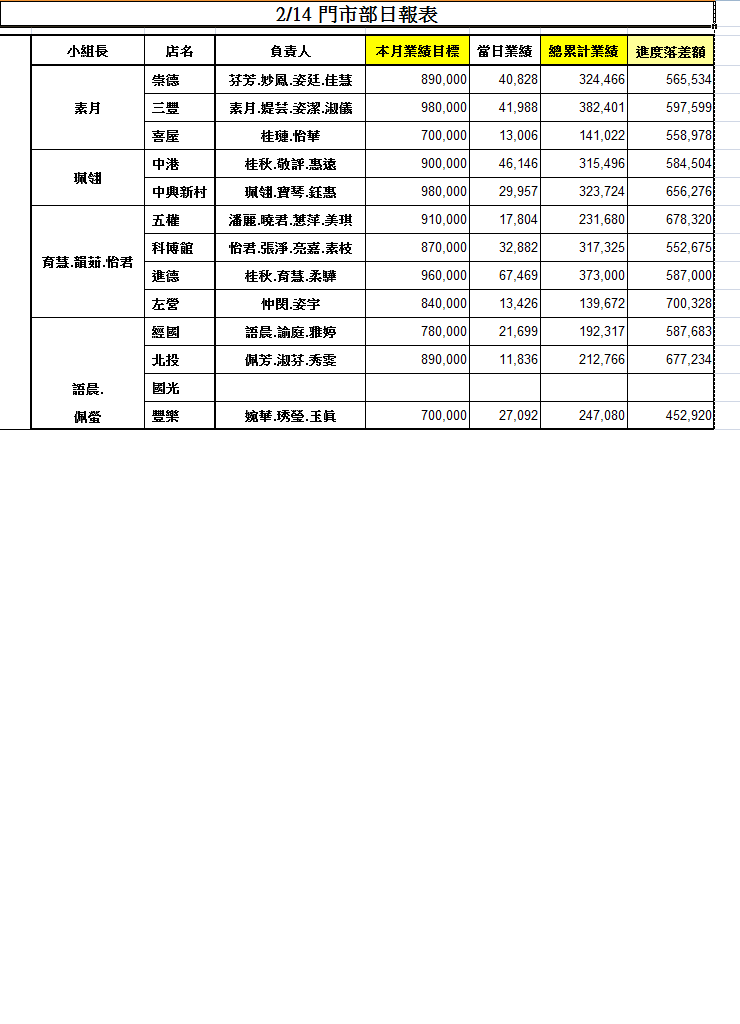 2/14 門市部日報表
小組長 店名 負責人 本月業績目標 當日業績 總累計業績 進度落差額
素月
崇德 芬芳.妙鳳.姿廷.佳慧 890,000 40,828 324,466 565,534
三豐 素月.緹芸.姿潔.淑儀 980,000 41,988 382,401 597,599
喜屋 桂璉.怡華 700,000 13,006 141,022 558,978
珮翎
中港 桂秋.敬評.惠遠 900,000 46,146 315,496 584,504
中興新村 珮翎.寶琴.鈺惠 980,000 29,957 323,724 656,276
育慧.韻茹.怡君
五權 潘麗.曉君.蕙萍.美琪 910,000 17,804 231,680 678,320
科博館 怡君.張淨.亮嘉.素枝 870,000 32,882 317,325 552,675
進德 桂秋.育慧.柔驊 960,000 67,469 373,000 587,000
左營 仲閔.姿宇 840,000 13,426 139,672 700,328
語晨.
佩螢
經國 語晨.諭庭.雅婷 780,000 21,699 192,317 587,683
北投 佩芳.淑芬.秀雯 890,000 11,836 212,766 677,234
國光
豐樂 婉華.琇瑩.玉眞 700,000 27,092 247,080 452,920